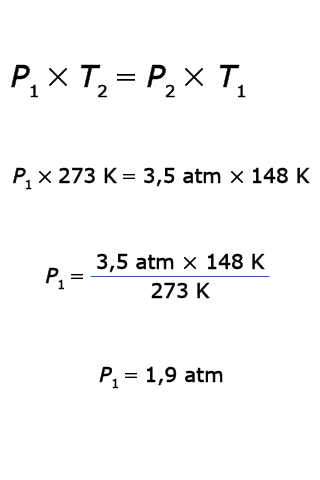 P₁ × T₂ = P₂ × T₁
P₁ × 273 K = 3,5 atm × 148 K
3,5 atm × 148 K
P₁ =
273 K
P₁ = 1,9 atm